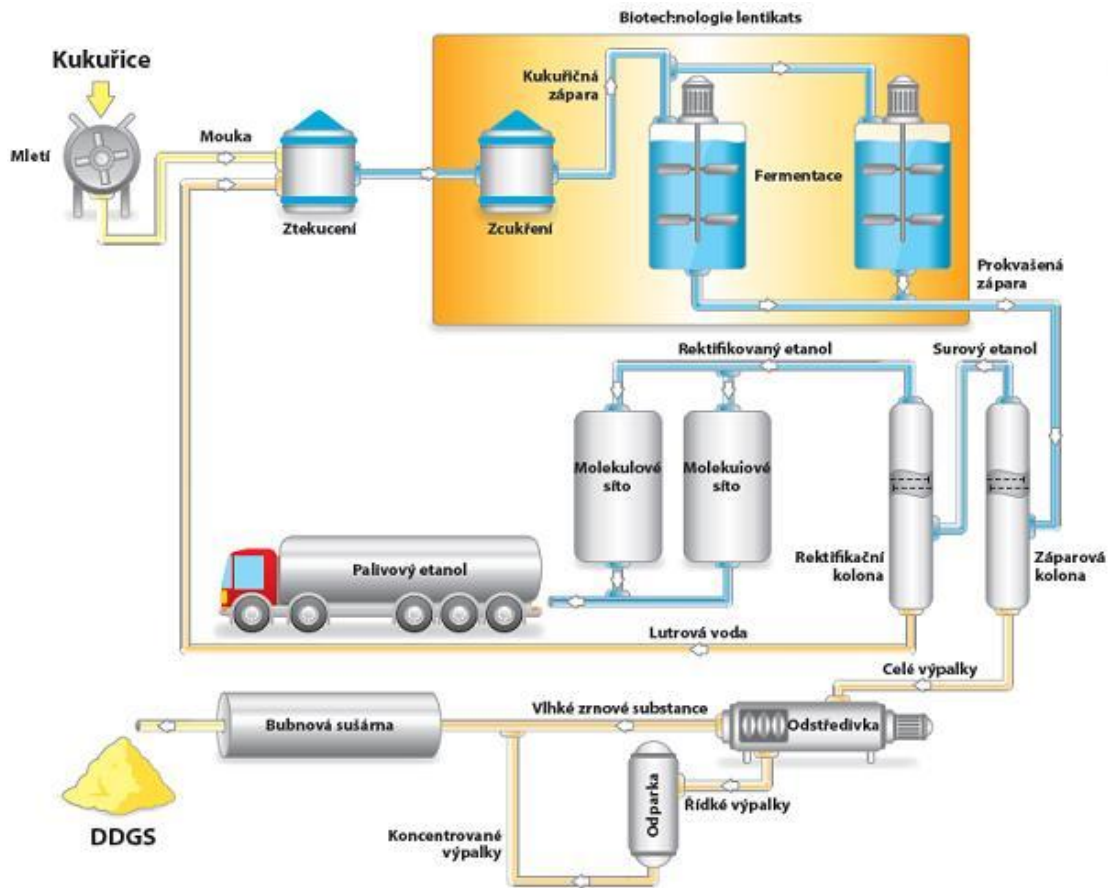 Biotechnologie lentikats
Kukuřice
Kukuřičná
zápara
Mletí
Mouka
Ztekucení
Zcukření
Fermentace
Prokvašená
zápara
Rektifikovaný etanol
Surový etanol
Molekulové
síto
Molekuiové
síto
Rektifikační
kolona
Záparová
kolona
Palivový etanol
Lutrová voda
Celé výpalky
Vlhké zrnové substance
Bubnová sušárna
Odstředivka
Odparka
Řídké výpalky
Koncentrované
výpalky
DDGS